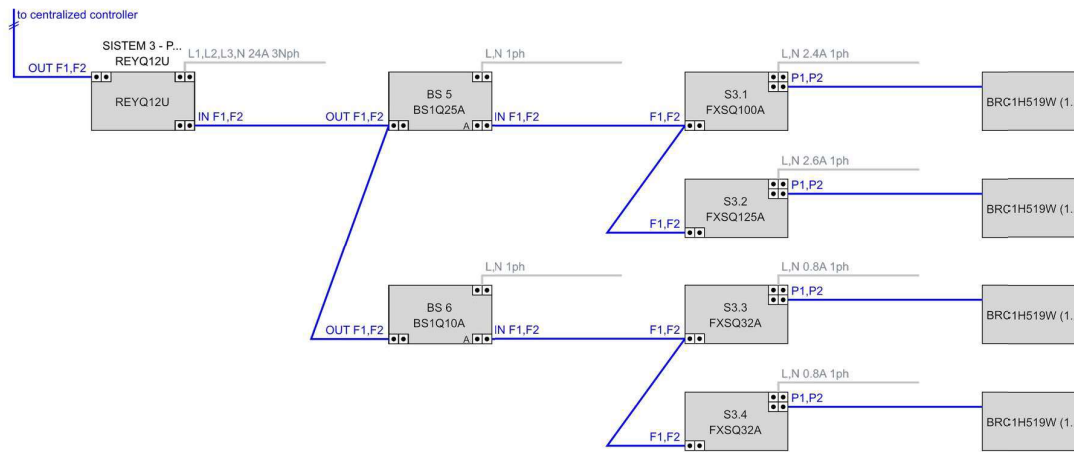 to centralized controller
SISTEM 3 - P...
REYQ12U
L1,L2,L3,N 24A 3Nph
OUT F1,F2
REYQ12U
IN F1,F2
L,N 1ph
OUT F1,F2
BS 5
BS1Q25A
A
IN F1,F2
L,N 2.4A 1ph
P1,P2
F1,F2
S3.1
FXSQ100A
BRC1H519W (1.
L,N 2.6A 1ph
P1,P2
F1,F2
S3.2
FXSQ125A
BRC1H519W (1.
L,N 1ph
OUT F1,F2
BS 6
BS1Q10A
A
IN F1,F2
L,N 0.8A 1ph
P1,P2
F1,F2
S3.3
FXSQ32A
BRC1H519W (1.
L,N 0.8A 1ph
P1,P2
F1,F2
S3.4
FXSQ32A
BRC1H519W (1.